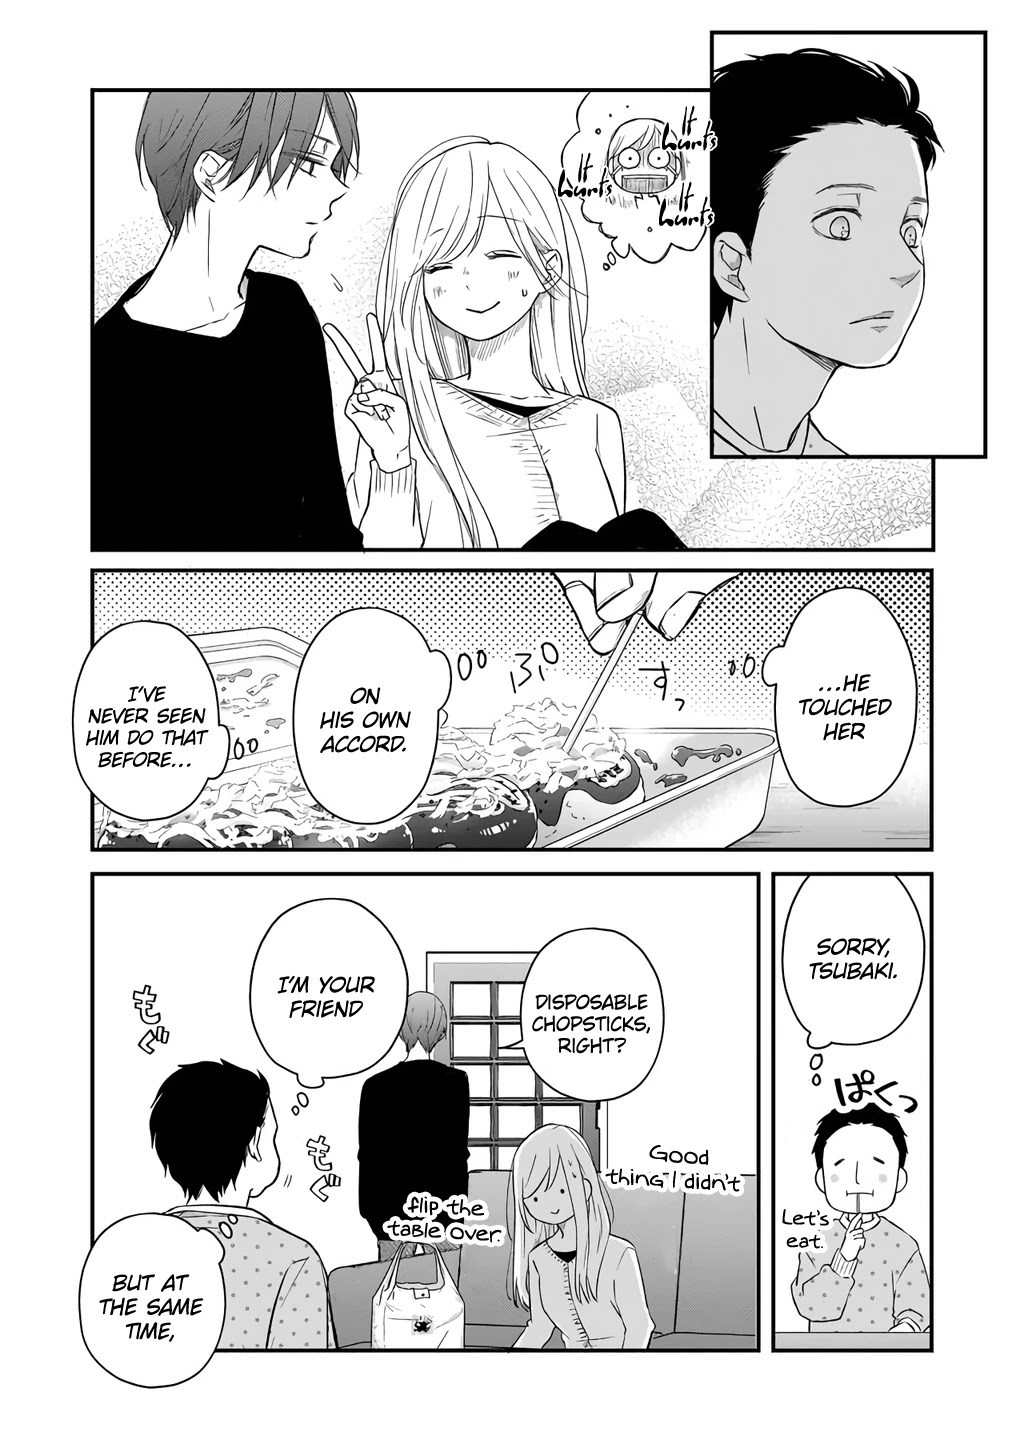 It
hurts
It
hurts
It
hurts
...HE
TOUCHED
HER
すっ
ふぃ
ON
HIS OWN
ACCORD.
I'VE
NEVER SEEN
HIM DO THAT
BEFORE...
SORRY,
TSUBAKI.
ぱくっ
Let's
eat.
DISPOSABLE
CHOPSTICKS,
RIGHT?
I'M YOUR
FRIEND
もぐ
もぐ
Good
thing I didn't
flip the
table over.
BUT AT
THE SAME
TIME,